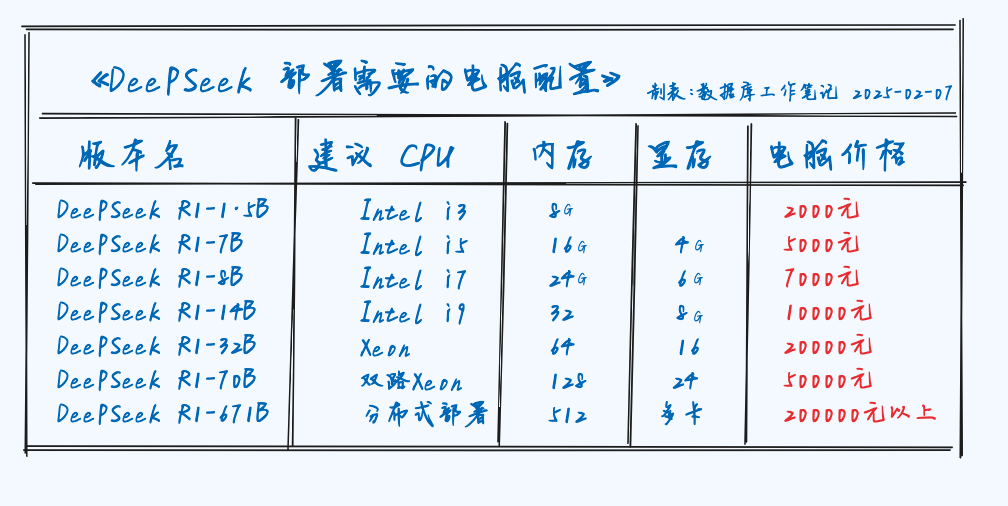 《DeePSeek 部署需要的电脑配置》 制表:数据库工作笔记 2025-02-07
版本名 建议 CPU 内存 显存 电脑价格
DeePSeek R1-1.5B Intel i3 8G 2000元
DeePSeek R1-7B Intel i5 16G 4G 5000元
DeePSeek R1-8B Intel i7 24G 6G 7000元
DeePSeek R1-14B Intel i9 32 8G 10000元
DeePSeek R1-32B Xeon 64 16 20000元
DeePSeek R1-70B 双路Xeon 128 24 50000元
DeePSeek R1-671B 分布式部署 512 多卡 200000元以上